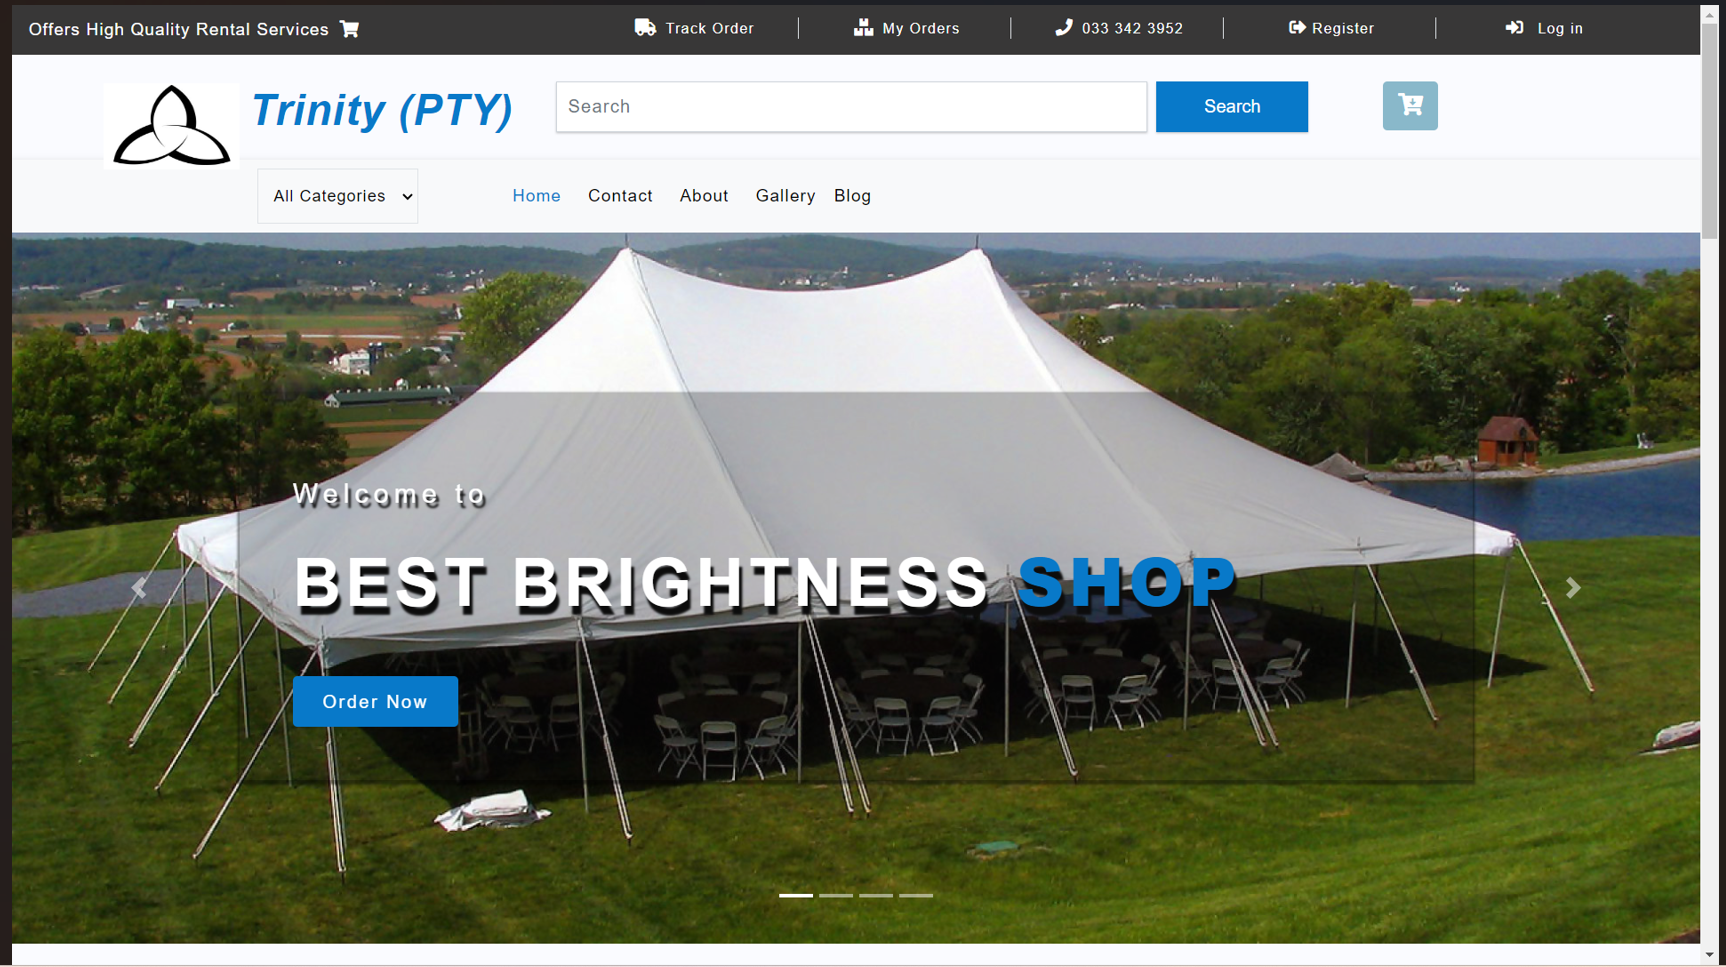 Offers High Quality Rental Services
Track Order
My Orders
033 342 3952
Register
Log in
Trinity (PTY)
Search
Search
All Categories
Home
Contact
About
Gallery
Blog
Welcome to
BEST BRIGHTNESS SHOP
Order Now